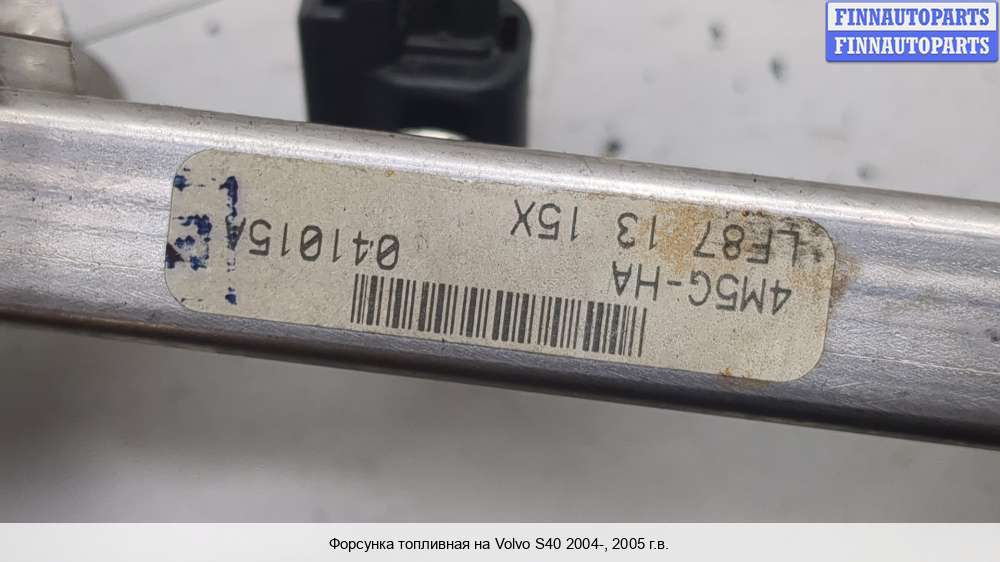 FINNAUTOPARTS
FINNAUTOPARTS
4M5G-HA
LF87 13 15X
041015A
Форсунка топливная на Volvo S40 2004-, 2005 г.в.